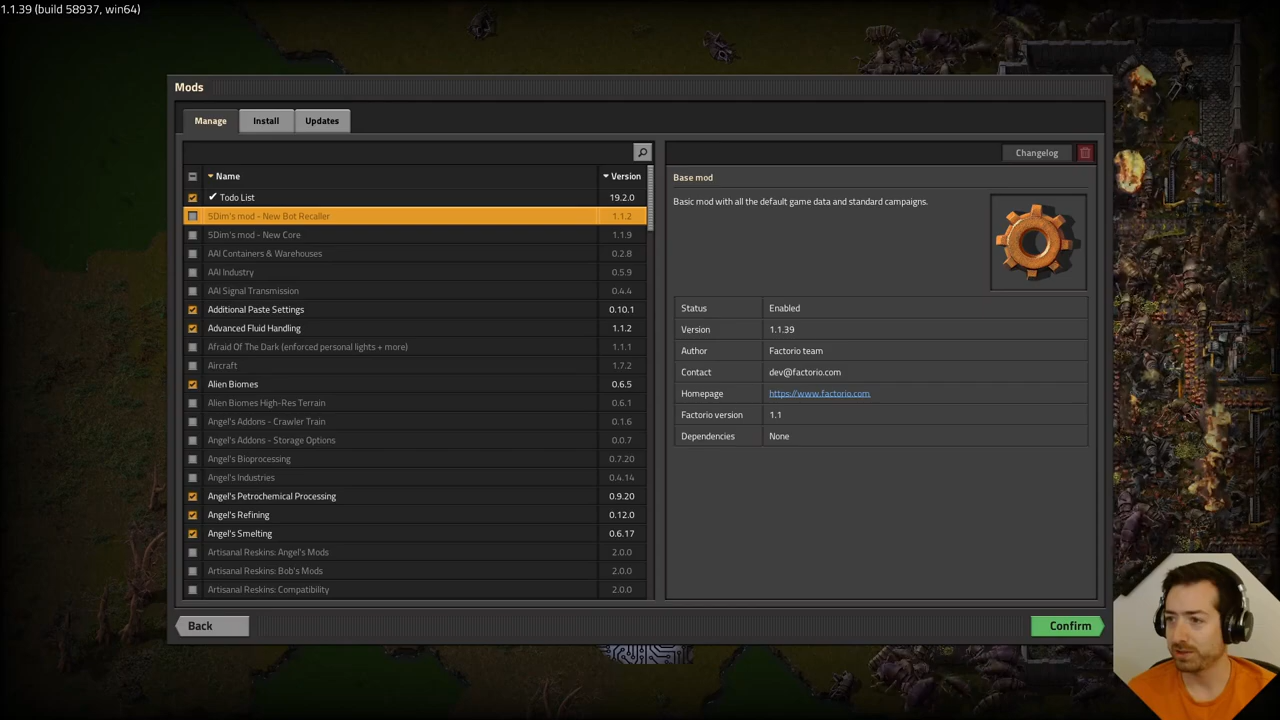 1.1.39 (build 58937, win64)
Mods
Manage Install Updates
Name Version
✔ Todo List 19.2.0
5Dim's mod - New Bot Recaller 1.1.2
5Dim's mod - New Core 1.1.9
AAI Containers & Warehouses 0.2.8
AAI Industry 0.5.9
AAI Signal Transmission 0.4.4
Additional Paste Settings 0.10.1
Advanced Fluid Handling 1.1.2
Afraid Of The Dark (enforced personal lights + more) 1.1.1
Aircraft 1.7.2
Alien Biomes 0.6.5
Alien Biomes High-Res Terrain 0.6.1
Angel's Addons - Crawler Train 0.1.6
Angel's Addons - Storage Options 0.0.7
Angel's Bioprocessing 0.7.20
Angel's Industries 0.4.14
Angel's Petrochemical Processing 0.9.20
Angel's Refining 0.12.0
Angel's Smelting 0.6.17
Artisanal Reskins: Angel's Mods 2.0.0
Artisanal Reskins: Bob's Mods 2.0.0
Artisanal Reskins: Compatibility 2.0.0
Changelog
Base mod
Basic mod with all the default game data and standard campaigns.
Status Enabled
Version 1.1.39
Author Factorio team
Contact dev@factorio.com
Homepage https://www.factorio.com
Factorio version 1.1
Dependencies None
Back
Confirm